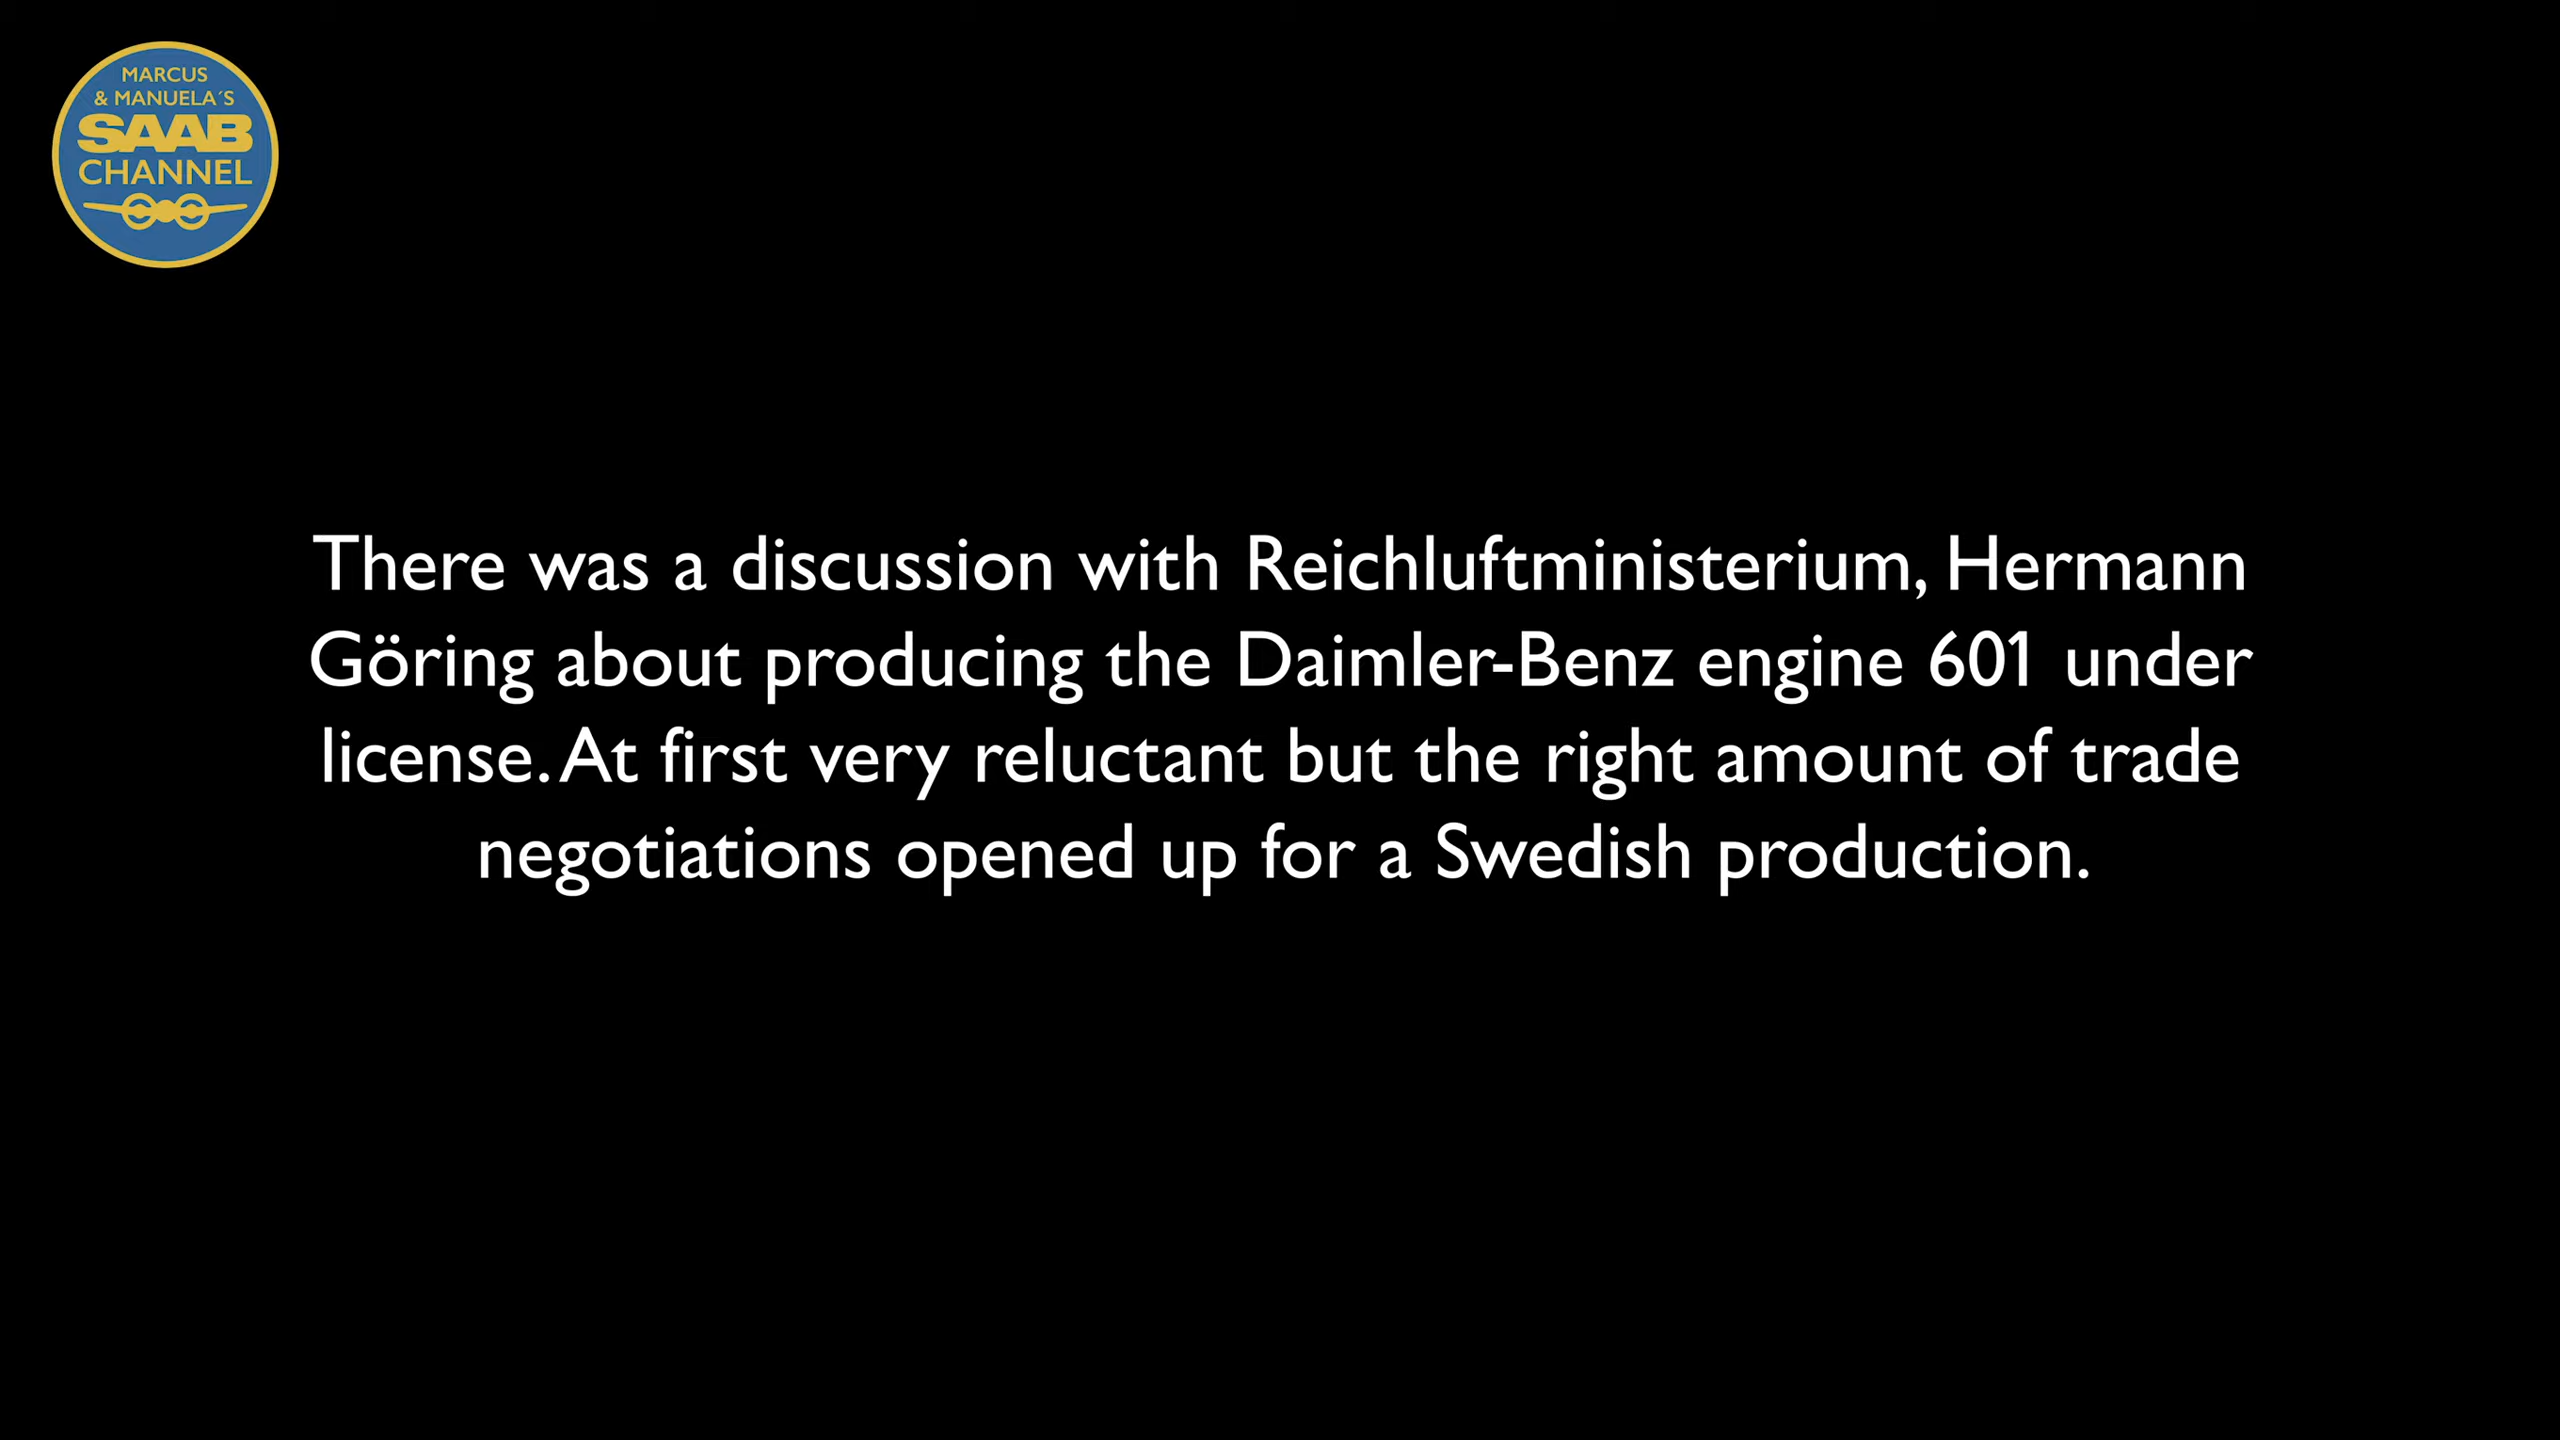 MARCUS
& MANUELA´S
SAAB
CHANNEL
There was a discussion with Reichluftministerium, Hermann
Göring about producing the Daimler-Benz engine 601 under
license. At first very reluctant but the right amount of trade
negotiations opened up for a Swedish production.